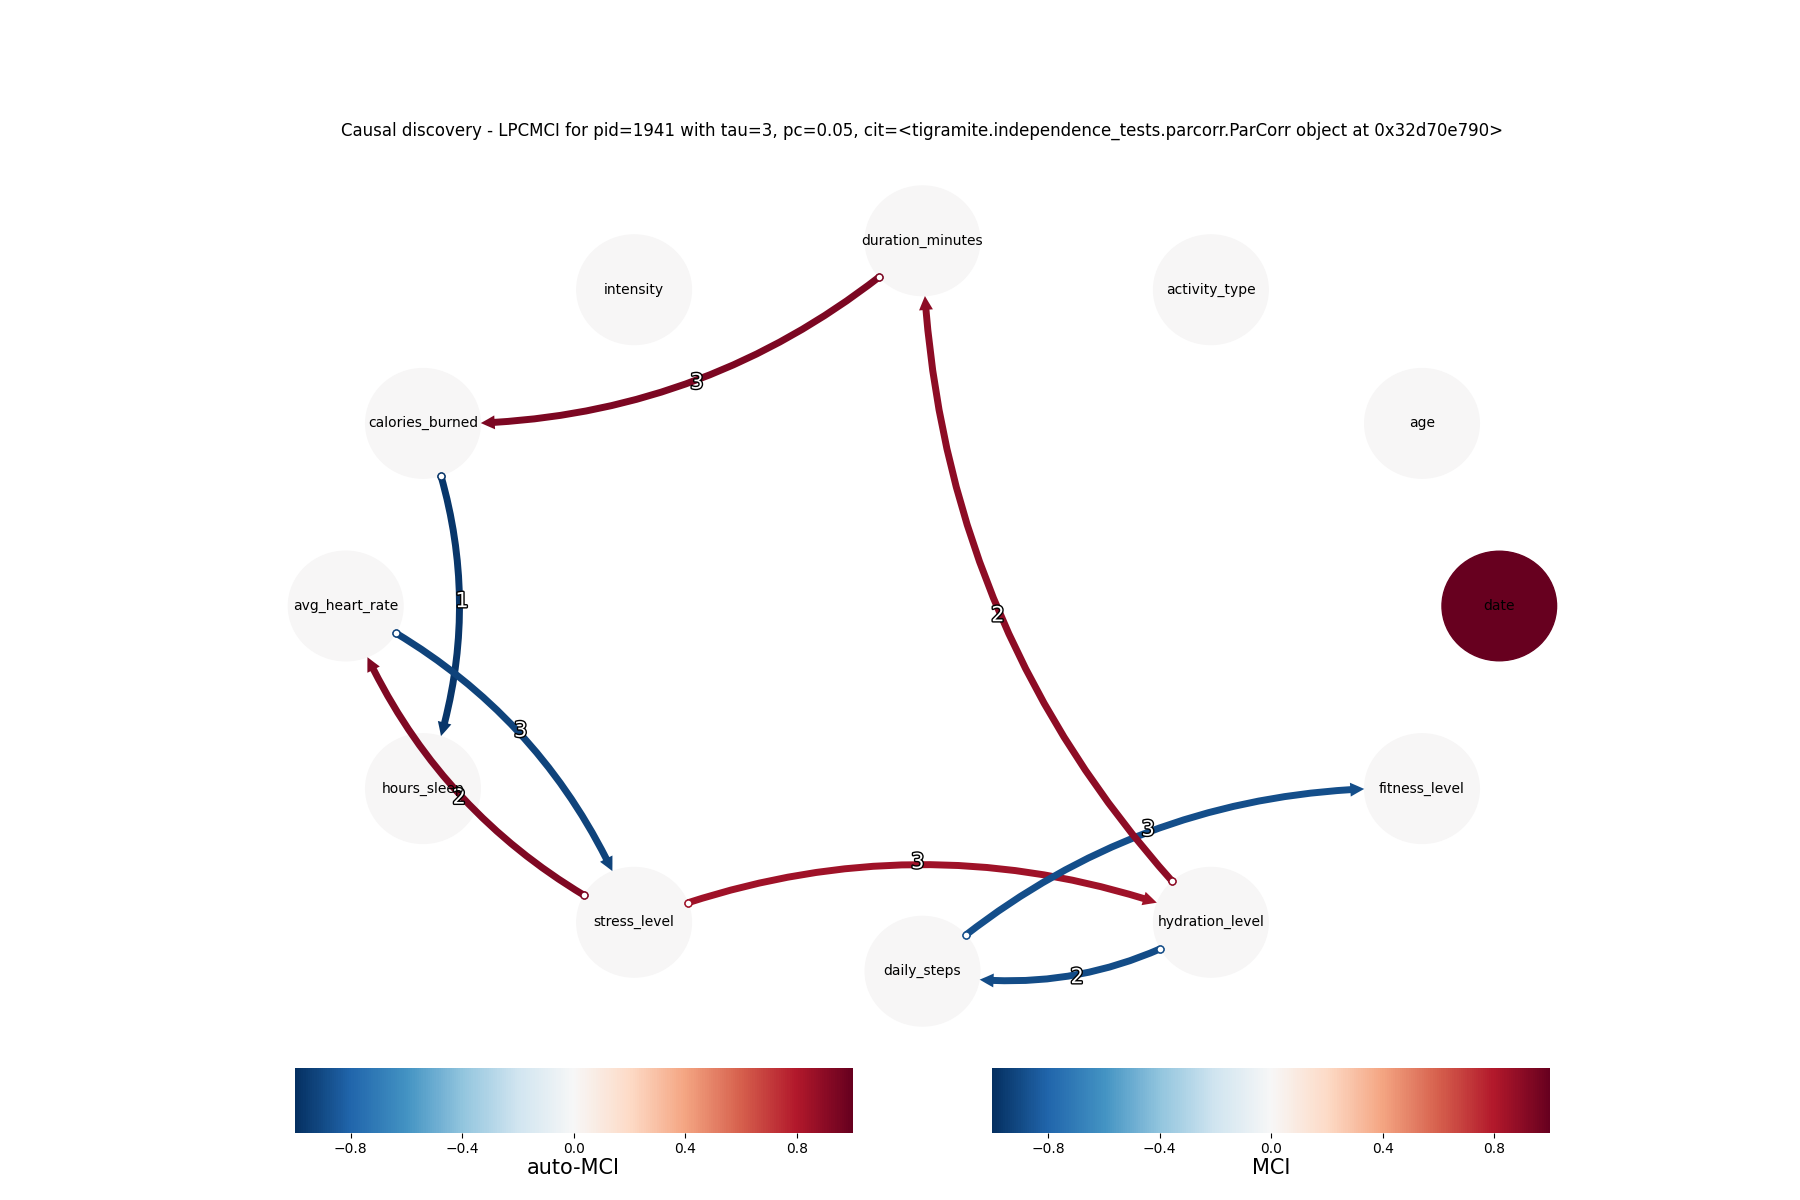 Causal discovery - LPCMCI for pid=1941 with tau=3, pc=0.05, cit=<tigramite.independence_tests.parcorr.ParCorr object at 0x32d70e790>
duration_minutes
intensity
activity_type
3
calories_burned
age
1
avg_heart_rate
date
2
3
hours_sleep
2
fitness_level
3
3
stress_level
hydration_level
daily_steps
2
−0.8 −0.4 0.0 0.4 0.8
auto-MCI
−0.8 −0.4 0.0 0.4 0.8
MCI